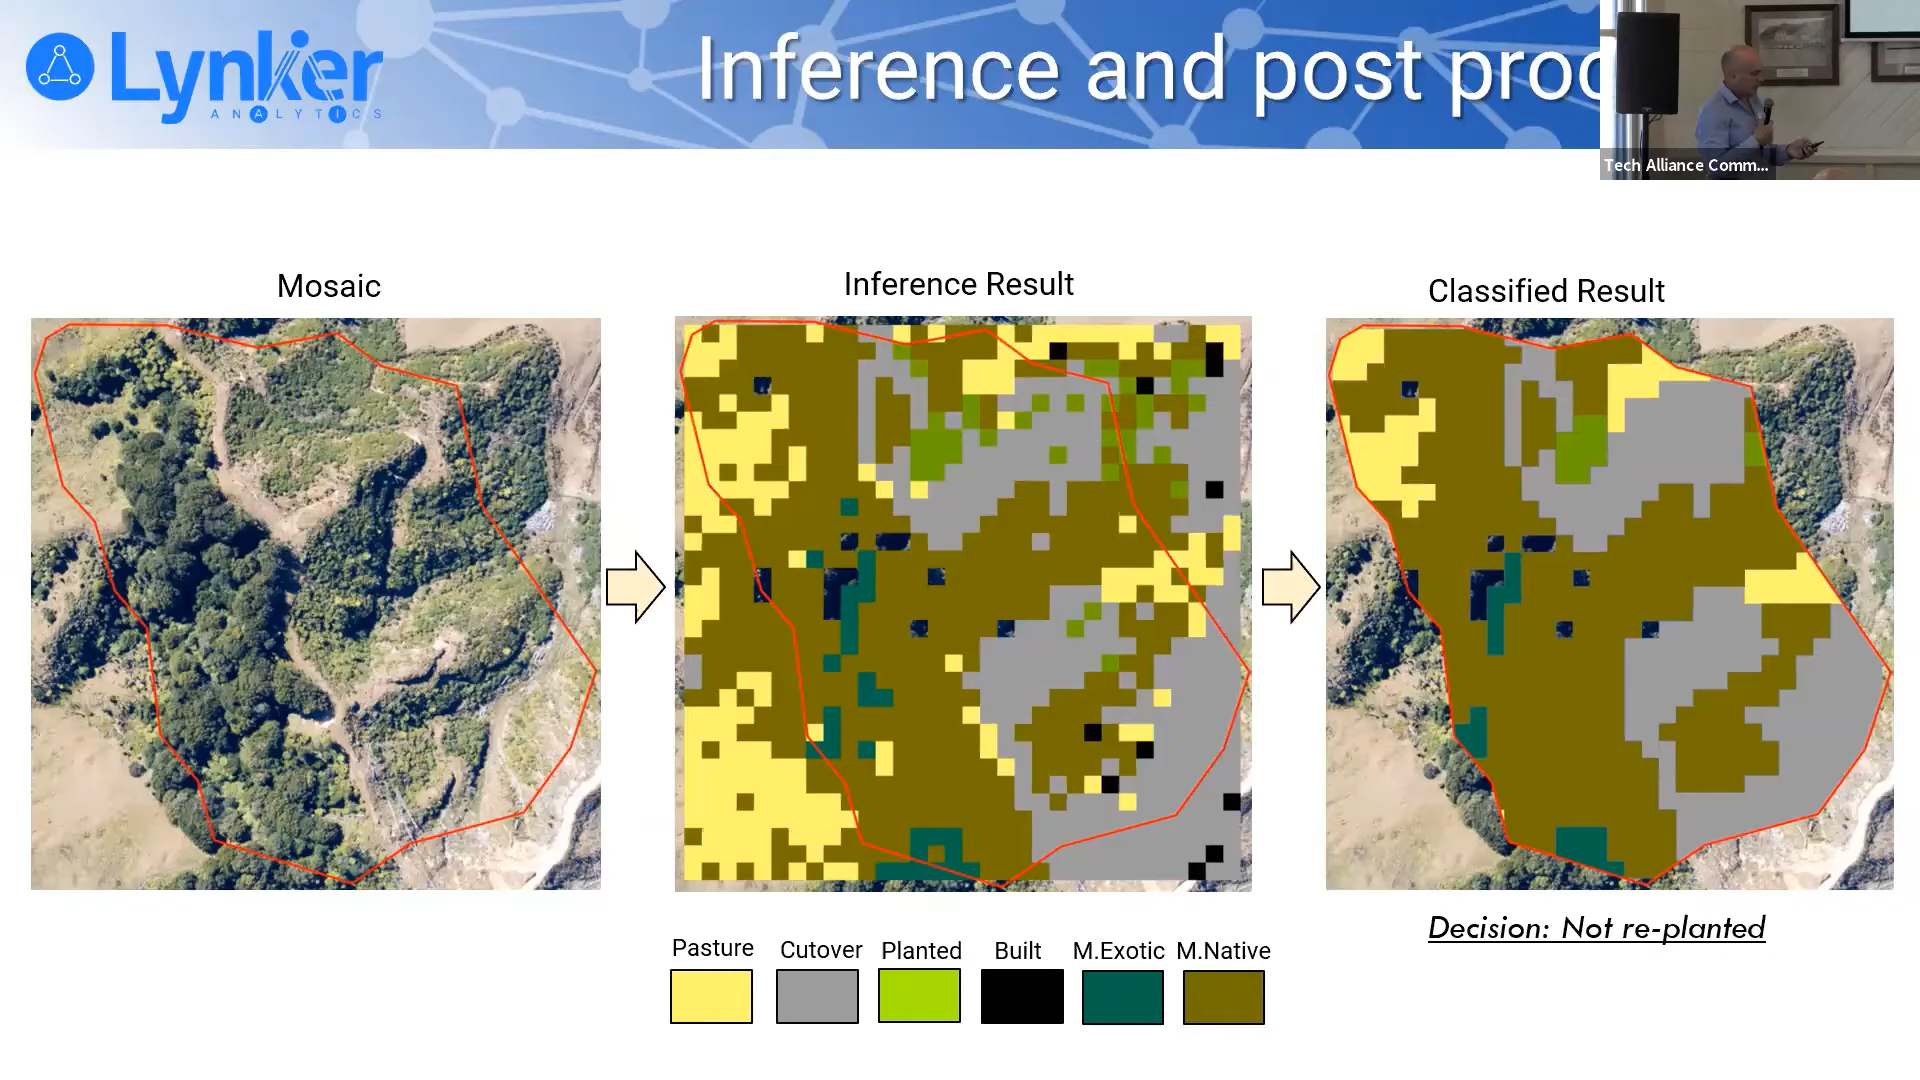 Lynker
ANALYTICS
Inference and post proc
Tech Alliance Comm...
Mosaic
Inference Result
Classified Result
Decision: Not re-planted
Pasture
Cutover
Planted
Built
M.Exotic
M.Native